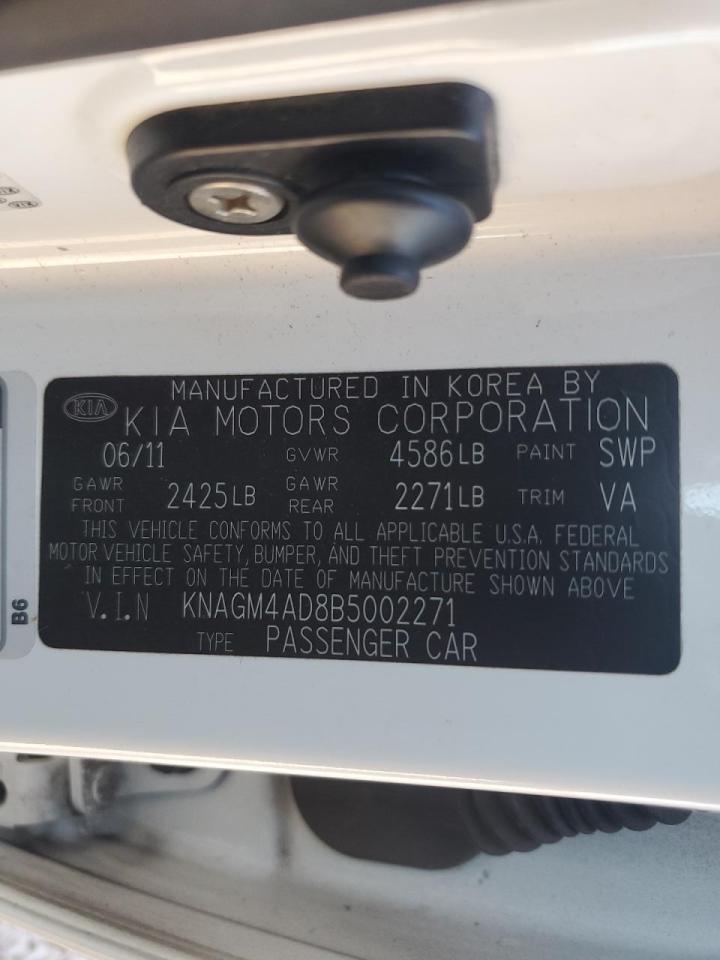 MANUFACTURED IN KOREA BY
KIA KIA MOTORS CORPORATION
06/11 GVWR 4586LB PAINT SWP
GAWR FRONT 2425LB GAWR REAR 2271LB TRIM VA
THIS VEHICLE CONFORMS TO ALL APPLICABLE U.S.A. FEDERAL
MOTOR VEHICLE SAFETY, BUMPER, AND THEFT PREVENTION STANDARDS
IN EFFECT ON THE DATE OF MANUFACTURE SHOWN ABOVE
V.I.N KNAGM4AD8B5002271
TYPE PASSENGER CAR
B6